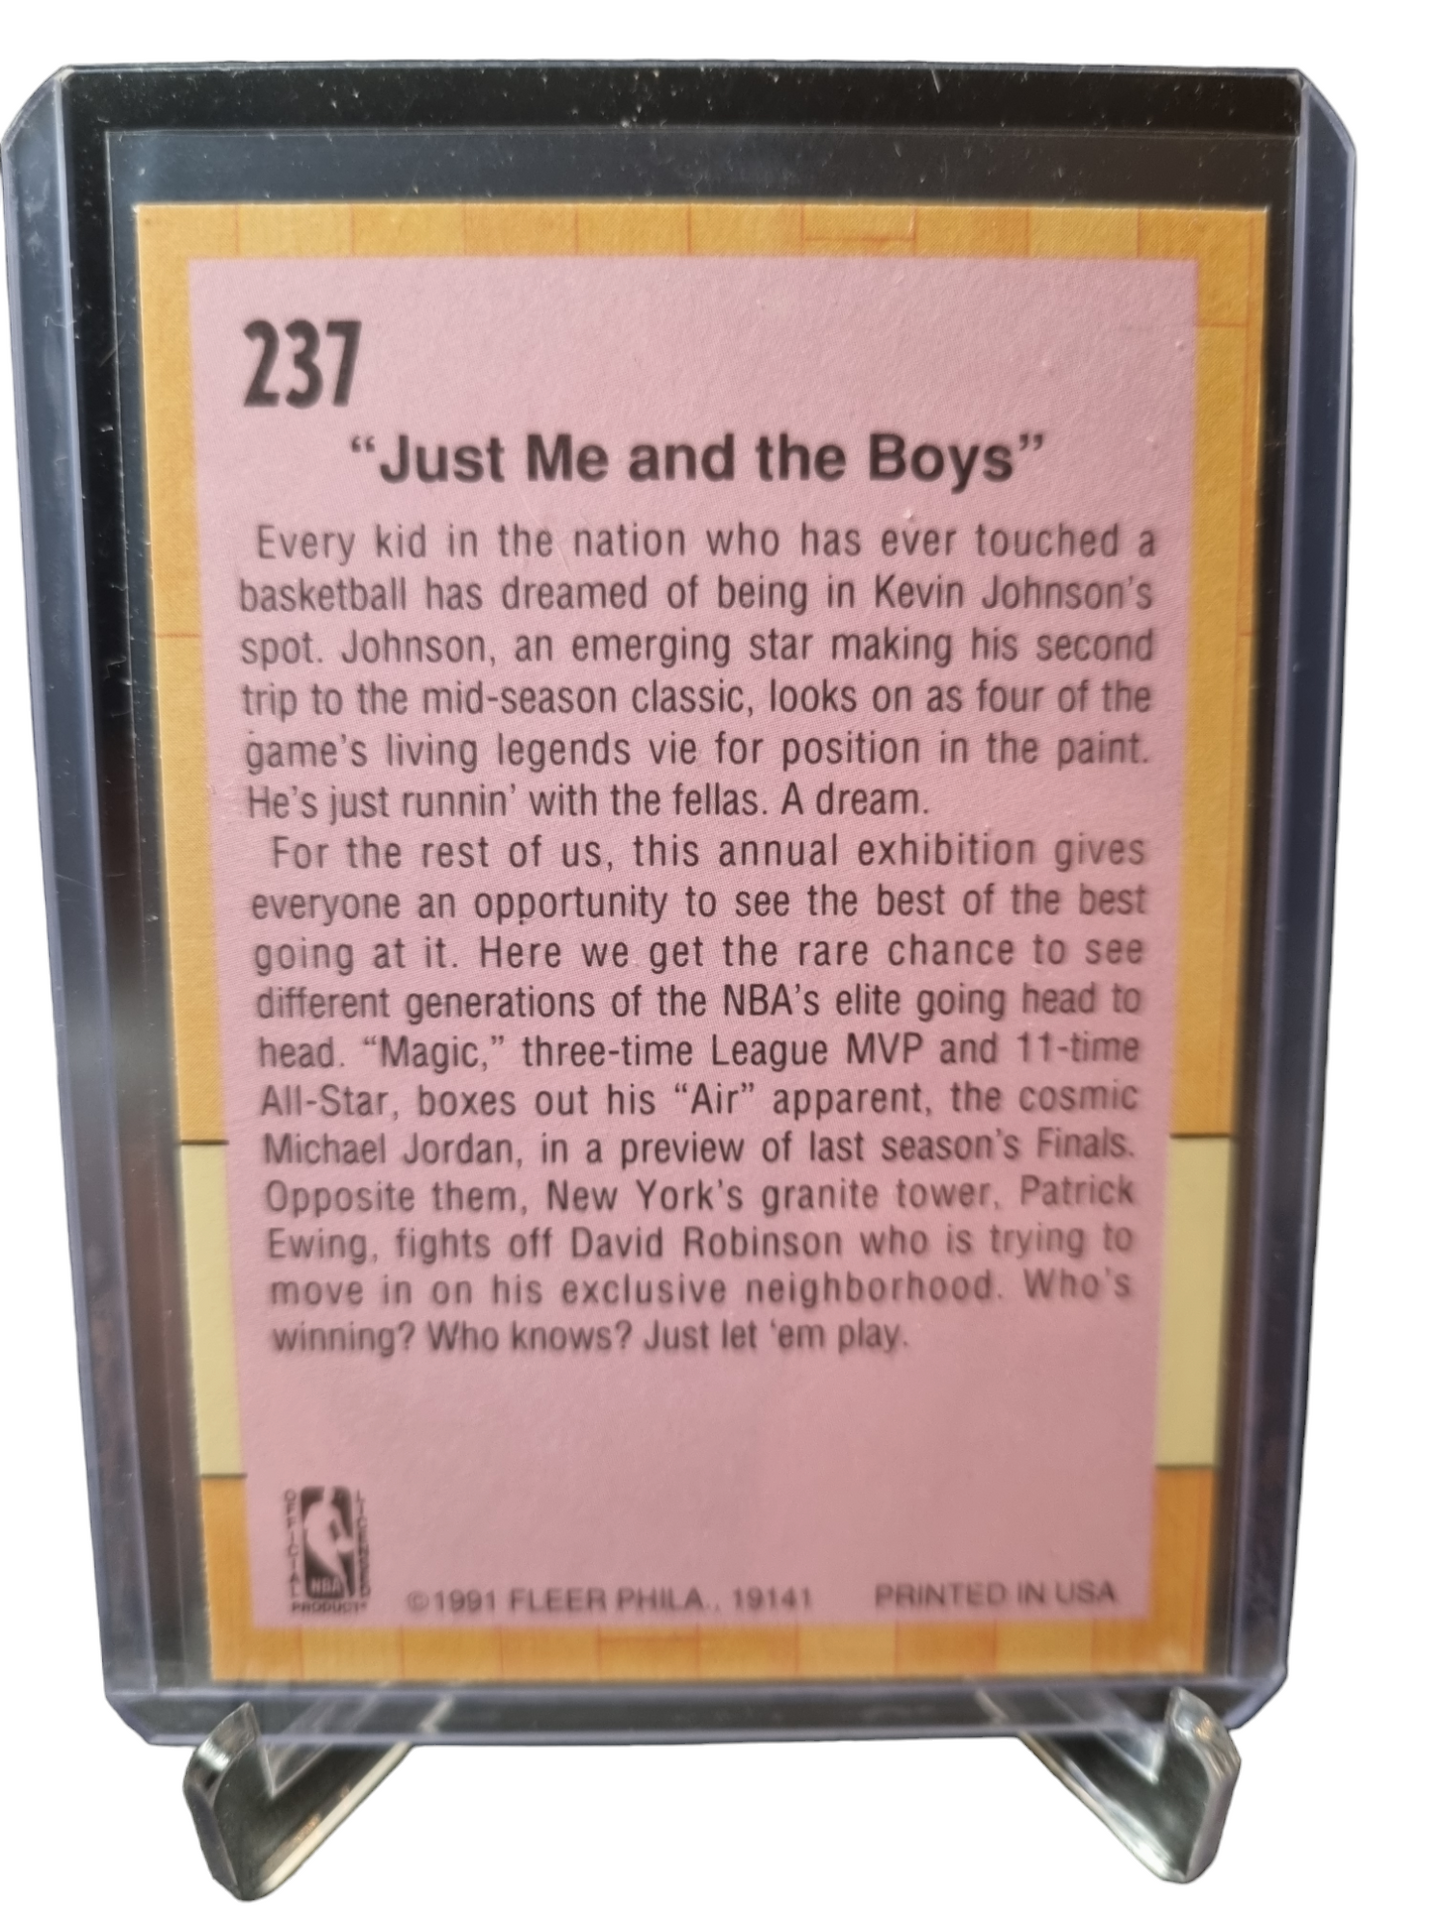 237
“Just Me and the Boys”
Every kid in the nation who has ever touched a
basketball has dreamed of being in Kevin Johnson's
spot. Johnson, an emerging star making his second
trip to the mid-season classic, looks on as four of the
game's living legends vie for position in the paint.
He's just runnin' with the fellas. A dream.
For the rest of us, this annual exhibition gives
everyone an opportunity to see the best of the best
going at it. Here we get the rare chance to see
different generations of the NBA's elite going head to
head. “Magic,” three-time League MVP and 11-time
All-Star, boxes out his “Air” apparent, the cosmic
Michael Jordan, in a preview of last season's Finals.
Opposite them, New York's granite tower, Patrick
Ewing, fights off David Robinson who is trying to
move in on his exclusive neighborhood. Who's
winning? Who knows? Just let 'em play.
OFFICIAL
LICENSED
NBA
PRODUCT
©1991 FLEER PHILA., 19141 PRINTED IN USA